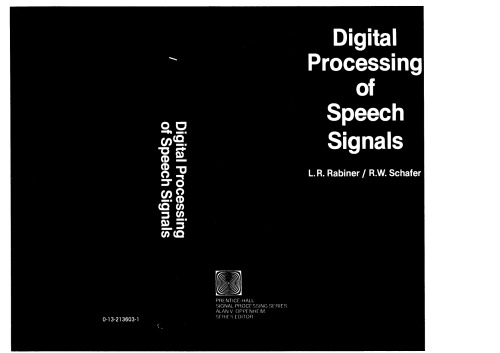 Digital
Processing
of
Speech
Signals
L.R. Rabiner / R.W. Schafer
Digital Processing
of Speech Signals
PRENTICE-HALL
SIGNAL PROCESSING SERIES
ALAN V. OPPENHEIM,
SERIES EDITOR
0-13-213603-1